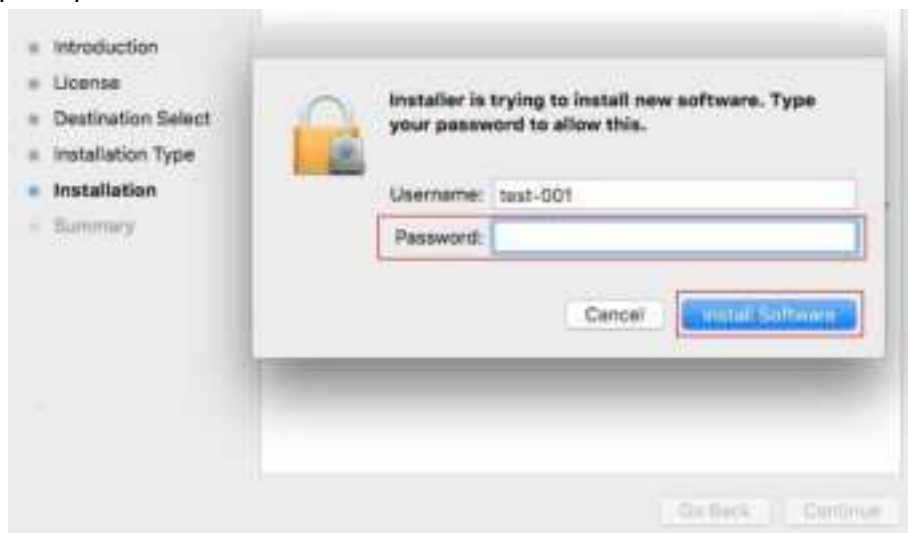 Introduction
License
Destination Select
Installation Type
Installation
Summary
Installer is trying to install new software. Type
your password to allow this.
Username: test-001
Password:
Cancel
Install Software
Go Back
Continue